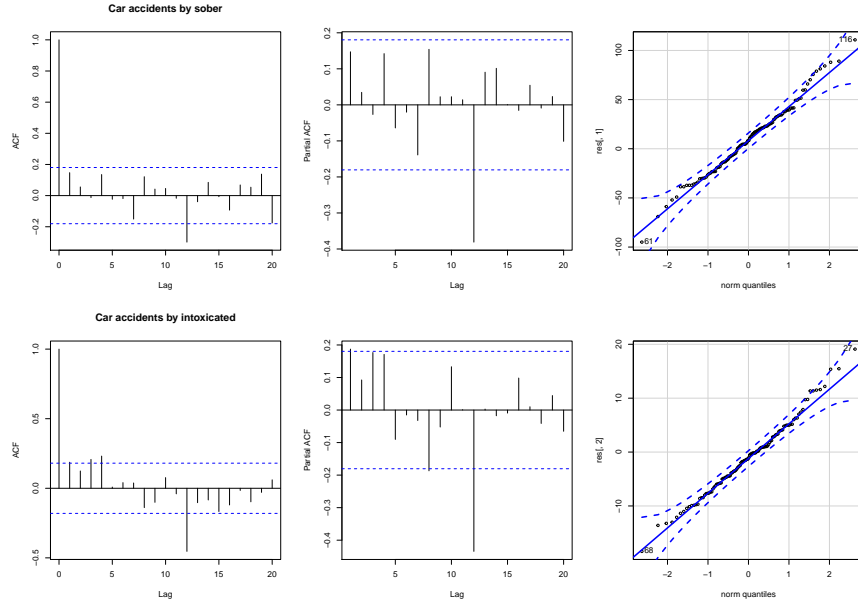 Car accidents by sober
ACF
1.0
0.8
0.6
0.4
0.2
0.0
−0.2
0 5 10 15 20
Lag
Partial ACF
0.2
0.1
0.0
−0.1
−0.2
−0.3
−0.4
5 10 15 20
Lag
res[, 1]
100
50
0
−50
−100
116
61
−2 −1 0 1 2
norm quantiles
Car accidents by intoxicated
ACF
1.0
0.5
0.0
−0.5
0 5 10 15 20
Lag
Partial ACF
0.2
0.1
0.0
−0.1
−0.2
−0.3
−0.4
5 10 15 20
Lag
res[, 2]
20
10
0
−10
27
68
−2 −1 0 1 2
norm quantiles